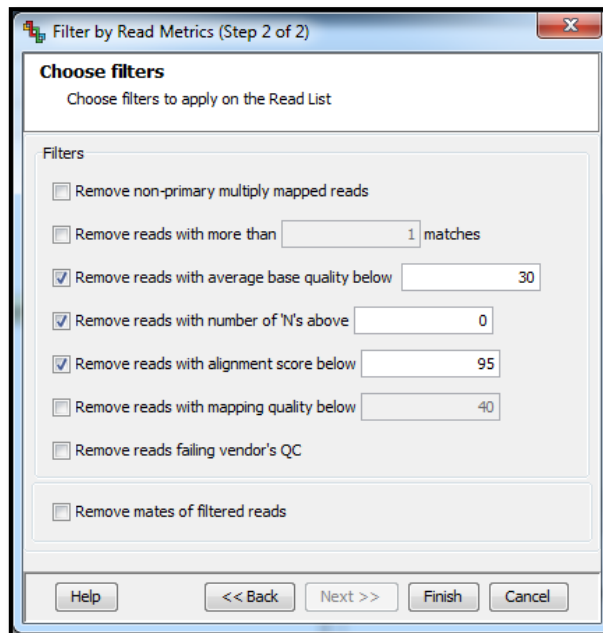 Filter by Read Metrics (Step 2 of 2)
Choose filters
Choose filters to apply on the Read List
Filters
Remove non-primary multiply mapped reads
Remove reads with more than 1 matches
Remove reads with average base quality below 30
Remove reads with number of 'N's above 0
Remove reads with alignment score below 95
Remove reads with mapping quality below 40
Remove reads failing vendor's QC
Remove mates of filtered reads
Help << Back Next >> Finish Cancel